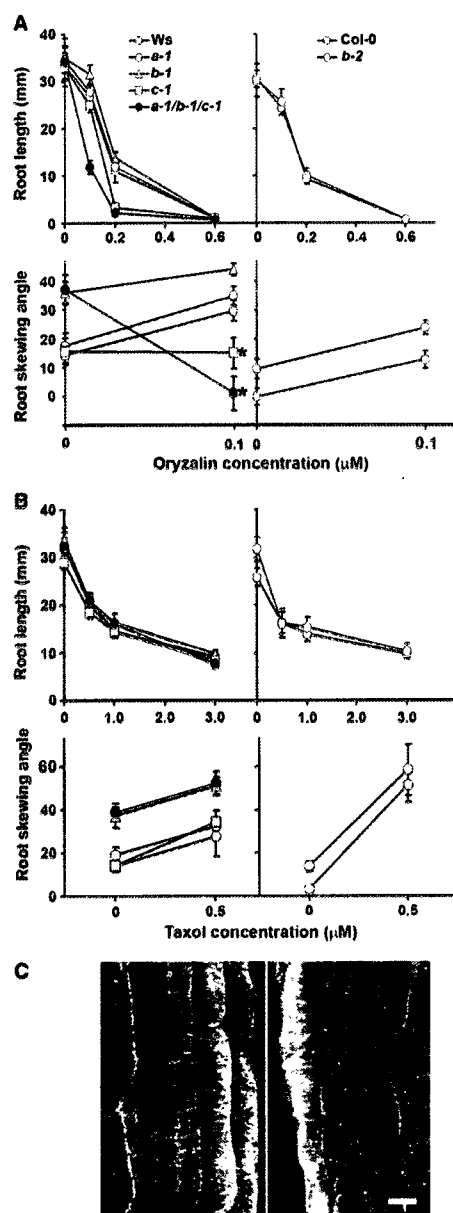 A
Ws
a-1
b-1
c-1
a-1/b-1/c-1
Col-0
b-2
Root length (mm)
40
30
20
10
0
0 0.2 0.4 0.6
0 0.2 0.4 0.6
Root skewing angle
40
30
20
10
0
*
*
0 0.1
0 0.1
Oryzalin concentration (µM)
B
Root length (mm)
40
30
20
10
0
0 1.0 2.0 3.0
0 1.0 2.0 3.0
Root skewing angle
60
40
20
0
0 0.5
0 0.5
Taxol concentration (µM)
C